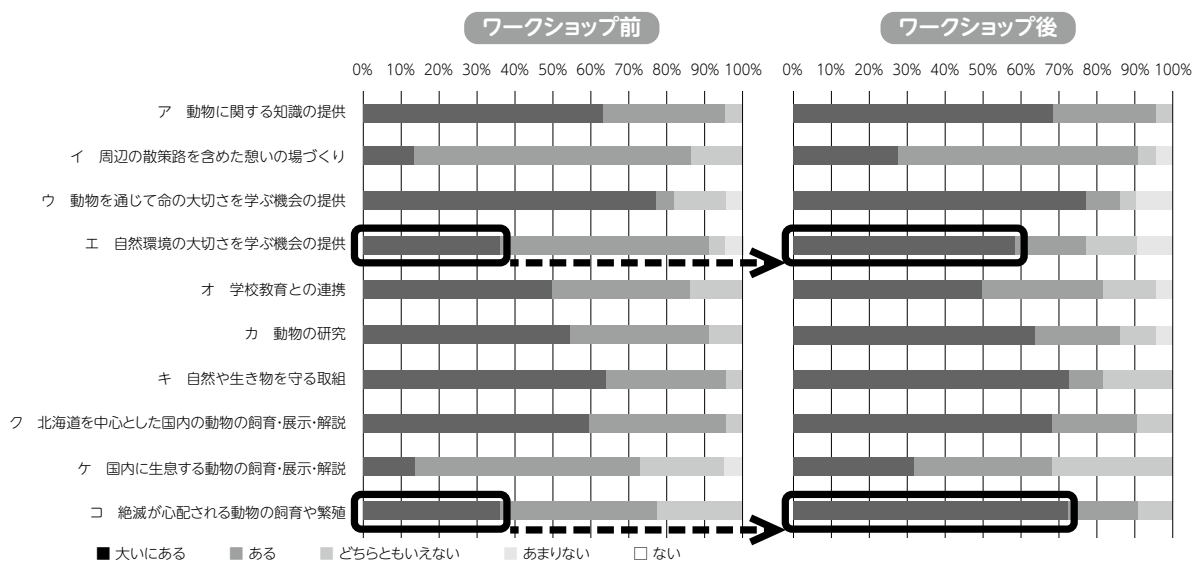 ワークショップ前
ワークショップ後
0% 10% 20% 30% 40% 50% 60% 70% 80% 90% 100%
0% 10% 20% 30% 40% 50% 60% 70% 80% 90% 100%
ア 動物に関する知識の提供
イ 周辺の散策路を含めた憩いの場づくり
ウ 動物を通じて命の大切さを学ぶ機会の提供
エ 自然環境の大切さを学ぶ機会の提供
オ 学校教育との連携
カ 動物の研究
キ 自然や生き物を守る取組
ク 北海道を中心とした国内の動物の飼育・展示・解説
ケ 国内に生息する動物の飼育・展示・解説
コ 絶滅が心配される動物の飼育や繁殖
大いにある ある どちらともいえない あまりない ない